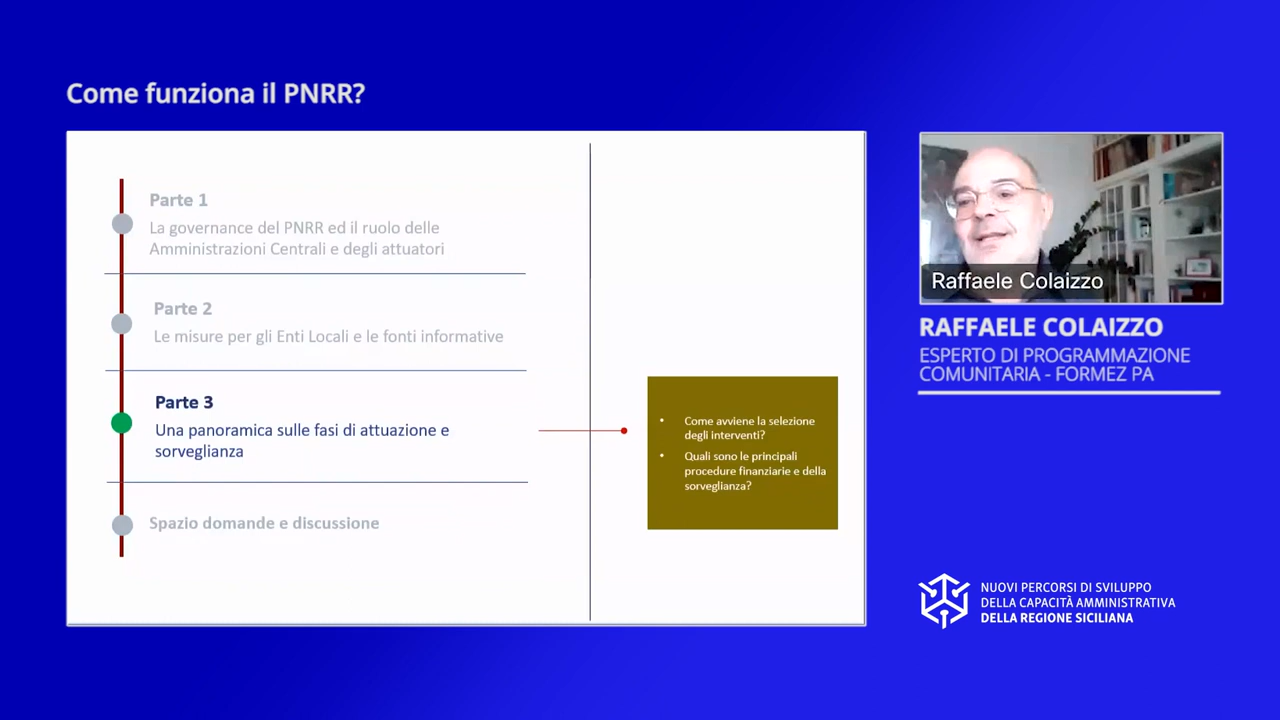 Come funziona il PNRR?
Parte 1
La governance del PNRR ed il ruolo delle
Amministrazioni Centrali e degli attuatori
Parte 2
Le misure per gli Enti Locali e le fonti informative
Parte 3
Una panoramica sulle fasi di attuazione e
sorveglianza
Spazio domande e discussione
• Come avviene la selezione
degli interventi?
• Quali sono le principali
procedure finanziarie e della
sorveglianza?
Raffaele Colaizzo
RAFFAELE COLAIZZO
ESPERTO DI PROGRAMMAZIONE
COMUNITARIA - FORMEZ PA
NUOVI PERCORSI DI SVILUPPO
DELLA CAPACITÀ AMMINISTRATIVA
DELLA REGIONE SICILIANA